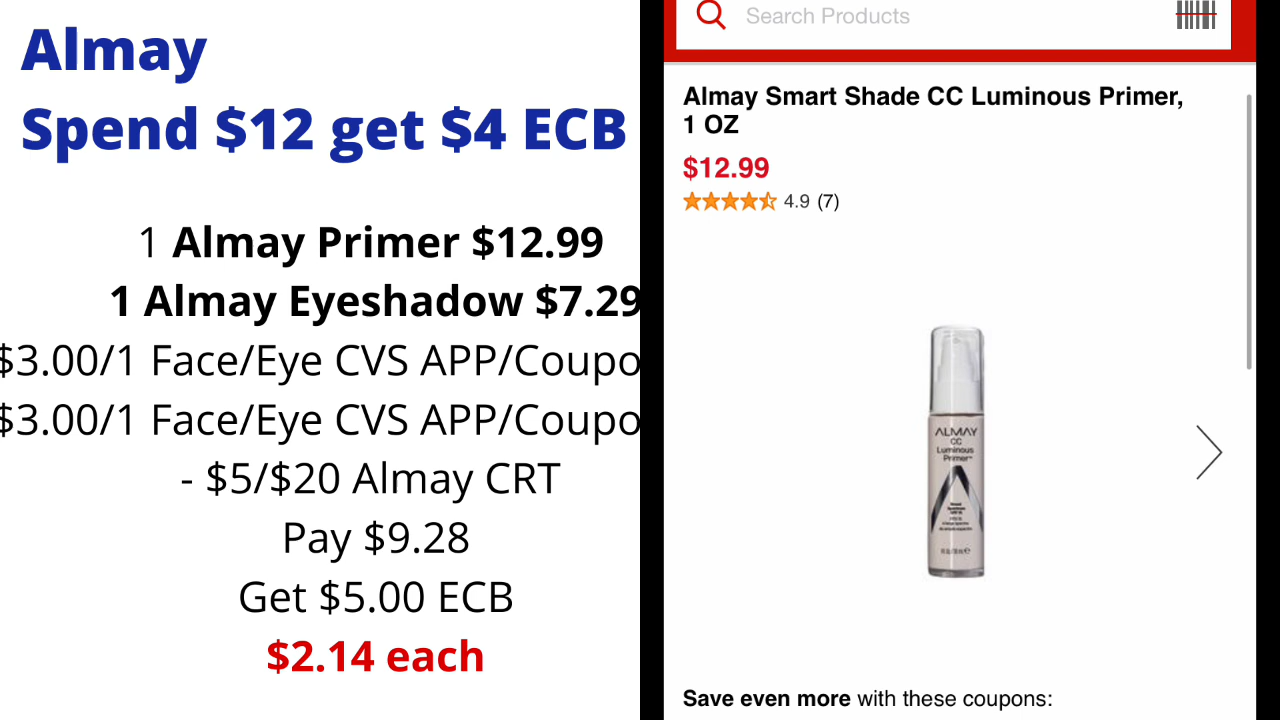 Almay
Spend $12 get $4 ECB
1 Almay Primer $12.99
1 Almay Eyeshadow $7.29
$3.00/1 Face/Eye CVS APP/Coupo
$3.00/1 Face/Eye CVS APP/Coupo
- $5/$20 Almay CRT
Pay $9.28
Get $5.00 ECB
$2.14 each
Search Products
Almay Smart Shade CC Luminous Primer,
1 OZ
$12.99
4.9 (7)
ALMAY
CC
Luminous
Primer™
Save even more with these coupons: